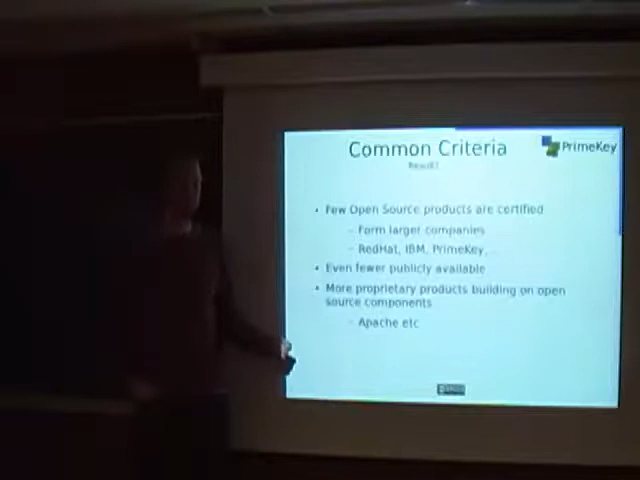 Common Criteria
PrimeKey
Result?
• Few Open Source products are certified
– Form larger companies
– RedHat, IBM, PrimeKey,
• Even fewer publicly available
• More proprietary products building on open
source components
– Apache etc